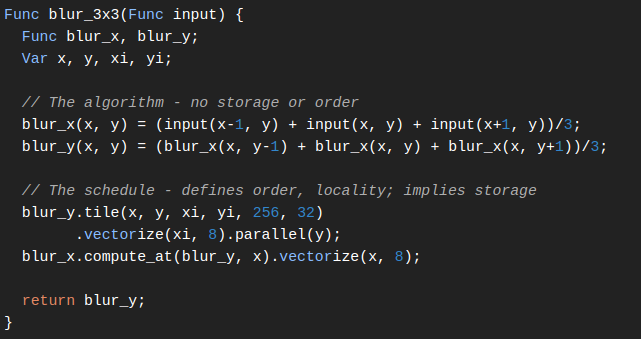 Func blur_3x3(Func input) {
  Func blur_x, blur_y;
  Var x, y, xi, yi;

  // The algorithm - no storage or order
  blur_x(x, y) = (input(x-1, y) + input(x, y) + input(x+1, y))/3;
  blur_y(x, y) = (blur_x(x, y-1) + blur_x(x, y) + blur_x(x, y+1))/3;

  // The schedule - defines order, locality; implies storage
  blur_y.tile(x, y, xi, yi, 256, 32)
        .vectorize(xi, 8).parallel(y);
  blur_x.compute_at(blur_y, x).vectorize(x, 8);

  return blur_y;
}